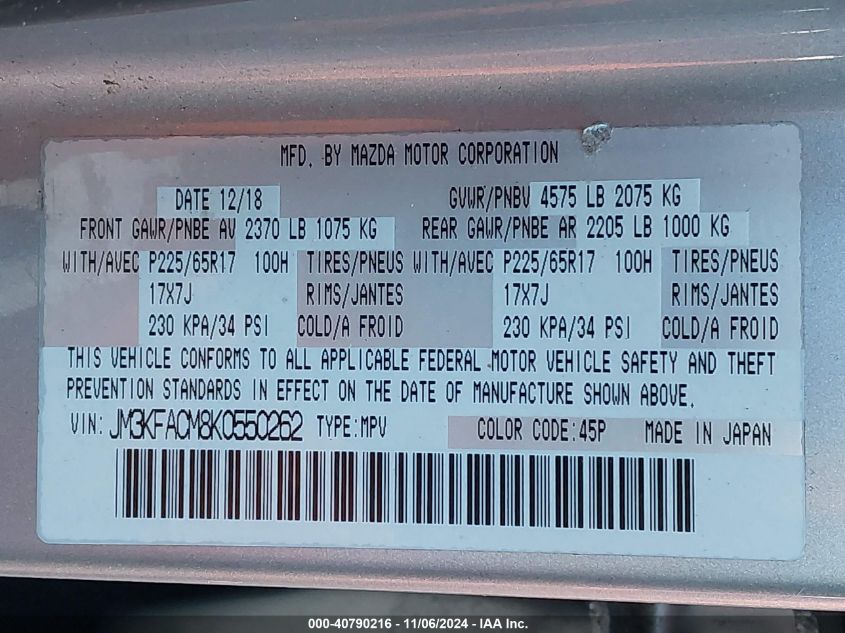 MFD. BY MAZDA MOTOR CORPORATION
DATE 12/18 GVWR/PNBV 4575 LB 2075 KG
FRONT GAWR/PNBE AV 2370 LB 1075 KG REAR GAWR/PNBE AR 2205 LB 1000 KG
WITH/AVEC P225/65R17 100H TIRES/PNEUS WITH/AVEC P225/65R17 100H TIRES/PNEUS
17X7J RIMS/JANTES 17X7J RIMS/JANTES
230 KPA/34 PSI COLD/A FROID 230 KPA/34 PSI COLD/A FROID
THIS VEHICLE CONFORMS TO ALL APPLICABLE FEDERAL MOTOR VEHICLE SAFETY AND THEFT
PREVENTION STANDARDS IN EFFECT ON THE DATE OF MANUFACTURE SHOWN ABOVE.
VIN: JM3KFACM8K0550262 TYPE:MPV COLOR CODE:45P MADE IN JAPAN
000-40790216 - 11/06/2024 - IAA Inc.